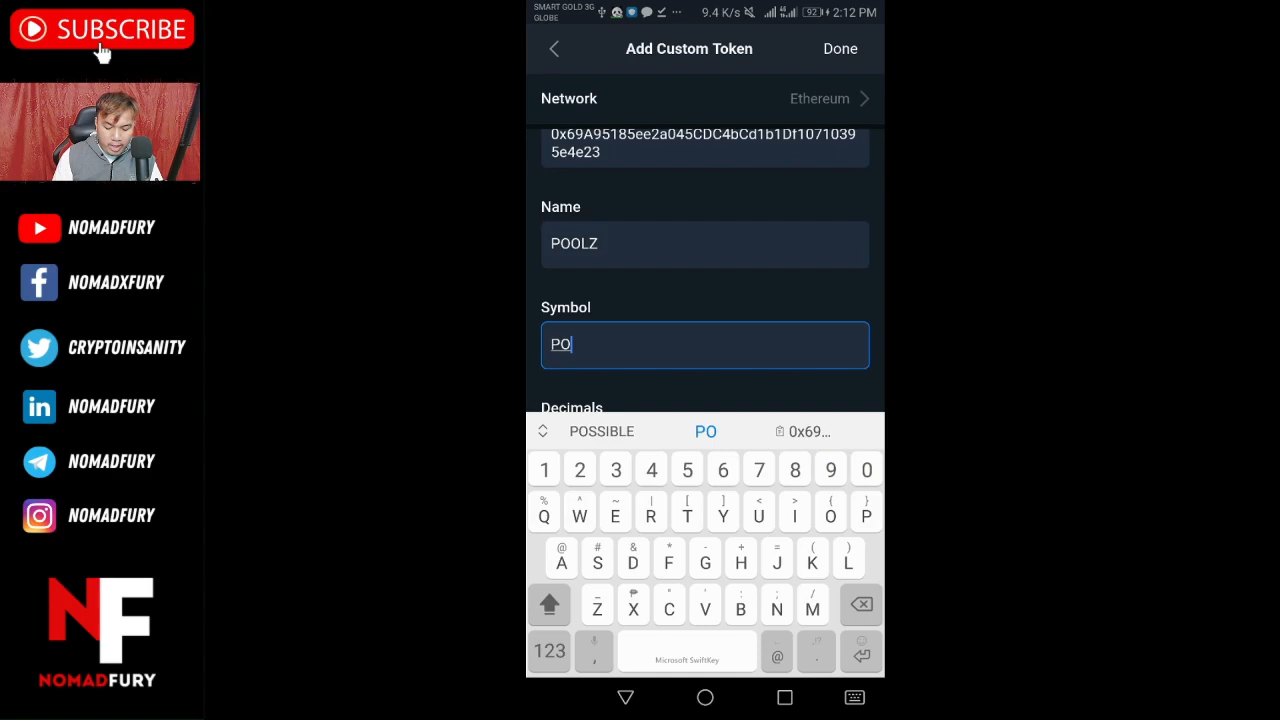 SUBSCRIBE
NOMADFURY
NOMADXFURY
CRYPTOINSANITY
in NOMADFURY
NOMADFURY
NOMADFURY
NF
NOMADFURY
SMART GOLD 3G
GLOBE
9.4 K/s 92 2:12 PM
Add Custom Token Done
Network Ethereum
0x69A95185ee2a045CDC4bCd1b1Df1071039
5e4e23
Name
POOLZ
Symbol
PO
Decimals
POSSIBLE PO 0x69...
1 2 3 4 5 6 7 8 9 0
% ^ ~ | [ ] < > { }
Q W E R T Y U I O P
@ # & * - + = ( )
A S D F G H J K L
_ ₱ " ' : ; /
Z X C V B N M
123 , Microsoft SwiftKey @ .